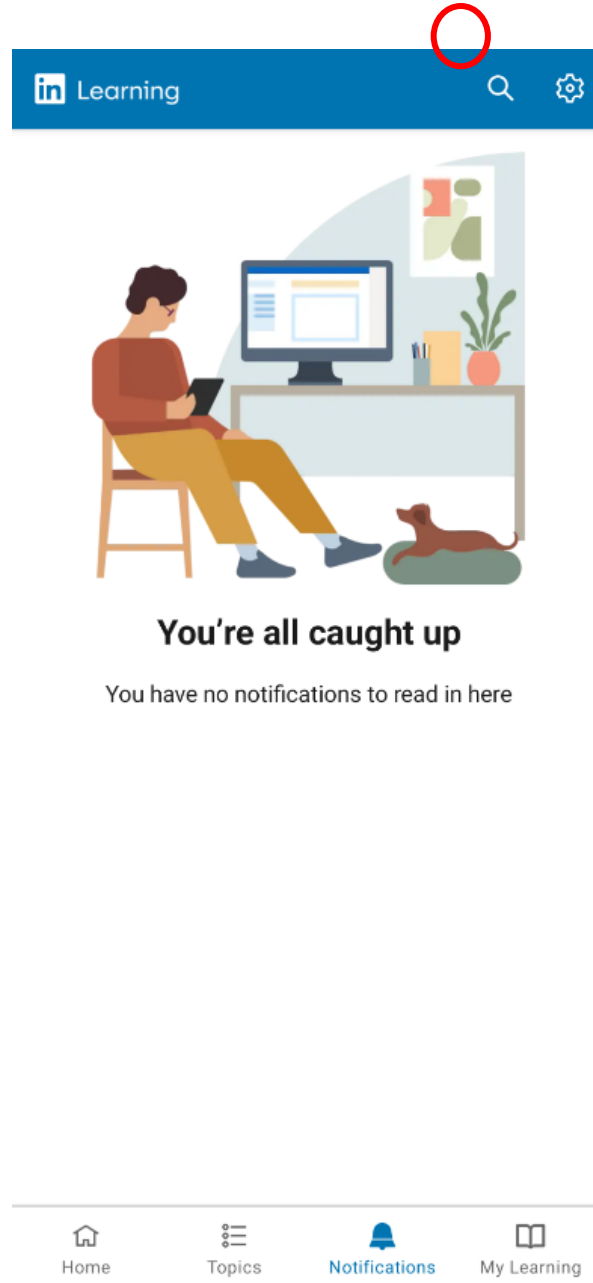 in Learning
You're all caught up
You have no notifications to read in here
Home Topics Notifications My Learning